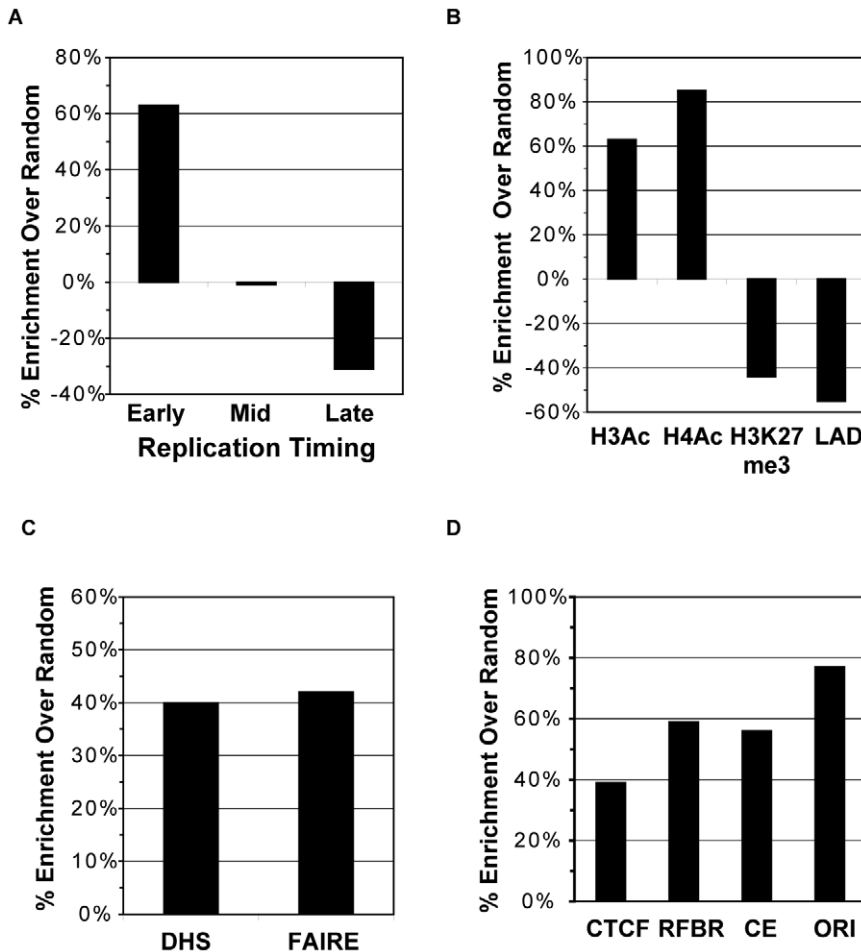 A
% Enrichment Over Random
80%
60%
40%
20%
0%
-20%
-40%
Early Mid Late
Replication Timing
B
% Enrichment Over Random
100%
80%
60%
40%
20%
0%
-20%
-40%
-60%
H3Ac H4Ac H3K27 LAD
me3
C
% Enrichment Over Random
60%
50%
40%
30%
20%
10%
0%
DHS FAIRE
D
% Enrichment Over Random
100%
80%
60%
40%
20%
0%
CTCF RFBR CE ORI